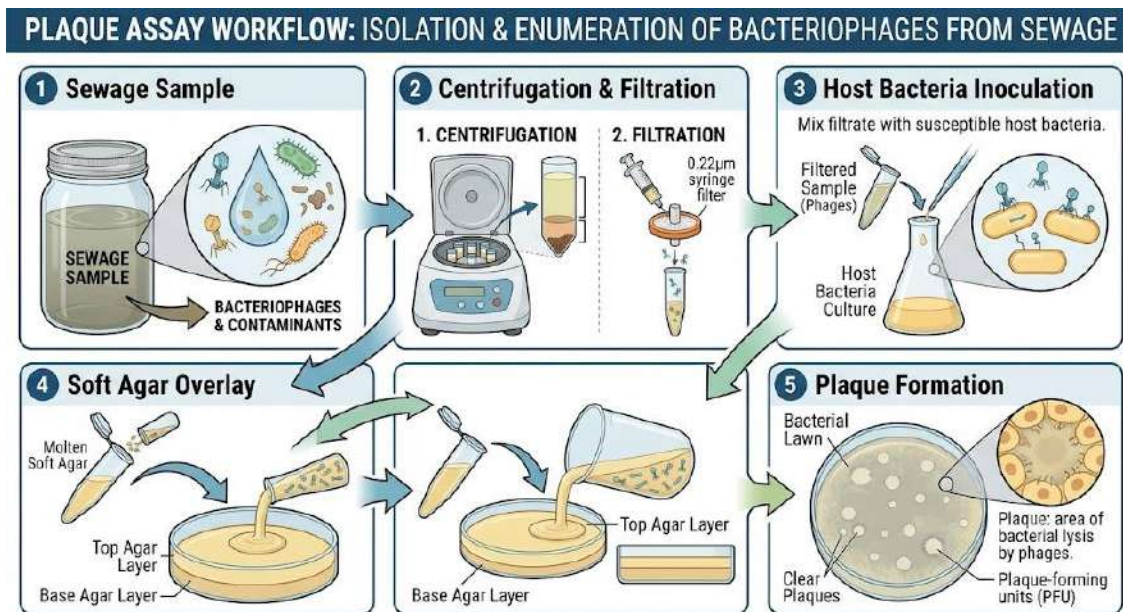 PLAQUE ASSAY WORKFLOW: ISOLATION & ENUMERATION OF BACTERIOPHAGES FROM SEWAGE
1 Sewage Sample
SEWAGE
SAMPLE
BACTERIOPHAGES
& CONTAMINANTS
2 Centrifugation & Filtration
1. CENTRIFUGATION
2. FILTRATION
0.22µm
syringe
filter
3 Host Bacteria Inoculation
Mix filtrate with susceptible host bacteria.
Filtered
Sample
(Phages)
Host
Bacteria
Culture
4 Soft Agar Overlay
Molten
Soft Agar
Top Agar
Layer
Base Agar Layer
Top Agar Layer
Base Agar Layer
5 Plaque Formation
Bacterial
Lawn
Clear
Plaques
Plaque: area of
bacterial lysis
by phages.
Plaque-forming
units (PFU)